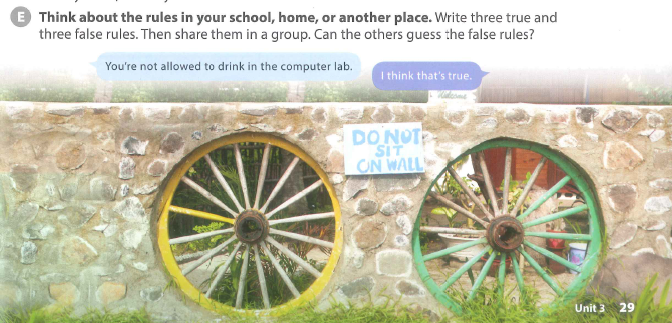 E Think about the rules in your school, home, or another place. Write three true and
three false rules. Then share them in a group. Can the others guess the false rules?
You're not allowed to drink in the computer lab.
I think that's true.
Welcome
DO NOT
SIT
ON WALL
Unit 3 29